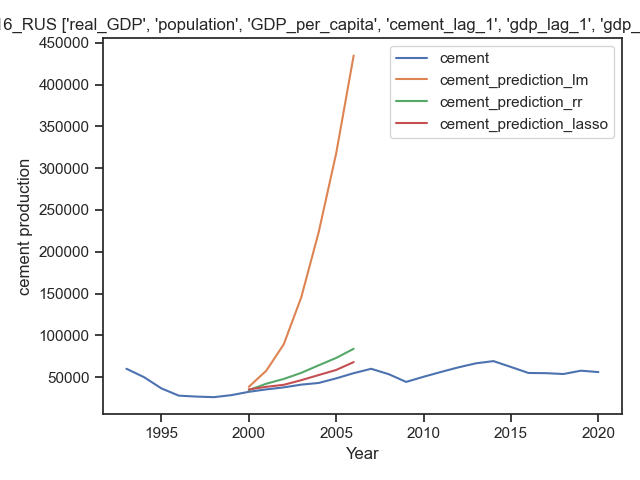 16_RUS ['real_GDP', 'population', 'GDP_per_capita', 'cement_lag_1', 'gdp_lag_1', 'gdp_
450000
400000
350000
300000
250000
200000
150000
100000
50000
cement production
cement
cement_prediction_lm
cement_prediction_rr
cement_prediction_lasso
1995
2000
2005
2010
2015
2020
Year